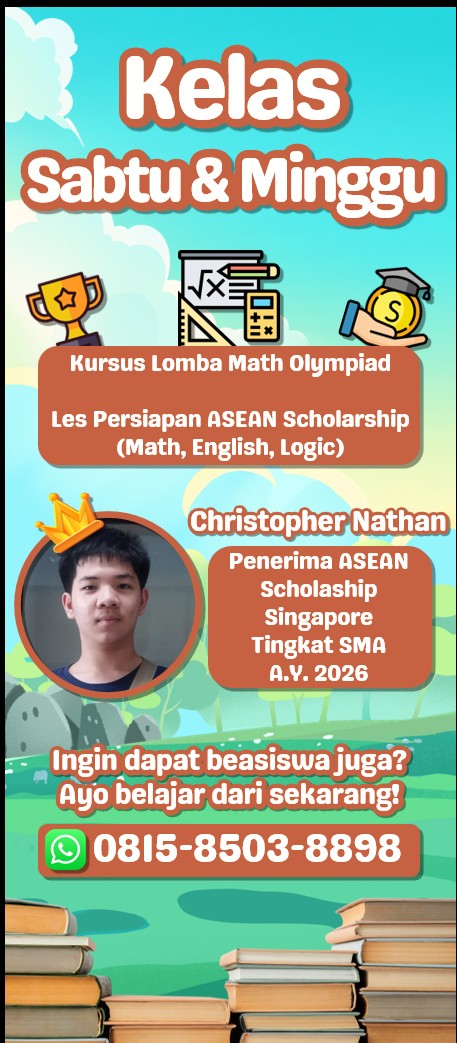 Kelas
Sabtu & Minggu
Kursus Lomba Math Olympiad
Les Persiapan ASEAN Scholarship
(Math, English, Logic)
Christopher Nathan
Penerima ASEAN
Scholaship
Singapore
Tingkat SMA
A.Y. 2026
Ingin dapat beasiswa juga?
Ayo belajar dari sekarang!
0815-8503-8898